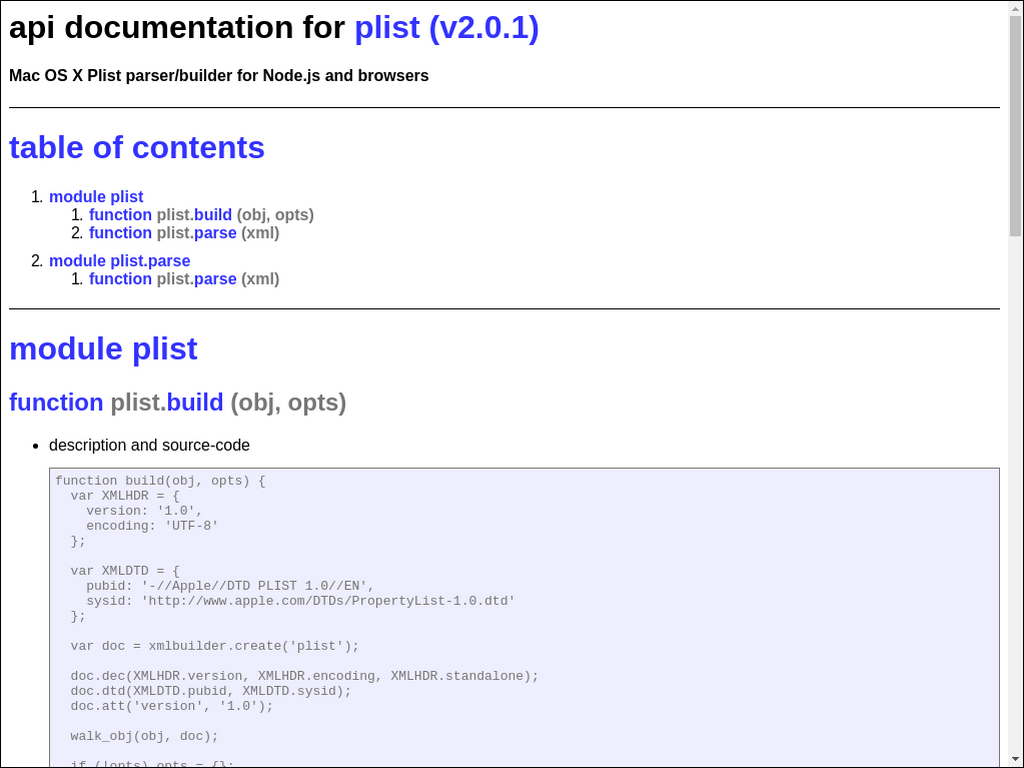 api documentation for plist (v2.0.1)
Mac OS X Plist parser/builder for Node.js and browsers
table of contents
1. module plist
1. function plist.build (obj, opts)
2. function plist.parse (xml)
2. module plist.parse
1. function plist.parse (xml)
module plist
function plist.build (obj, opts)
• description and source-code
function build(obj, opts) {
  var XMLHDR = {
    version: '1.0',
    encoding: 'UTF-8'
  };
  var XMLDTD = {
    pubid: '-//Apple//DTD PLIST 1.0//EN',
    sysid: 'http://www.apple.com/DTDs/PropertyList-1.0.dtd'
  };
  var doc = xmlbuilder.create('plist');
  doc.dec(XMLHDR.version, XMLHDR.encoding, XMLHDR.standalone);
  doc.dtd(XMLDTD.pubid, XMLDTD.sysid);
  doc.att('version', '1.0');
  walk_obj(obj, doc);
  if (!opts) opts = {};